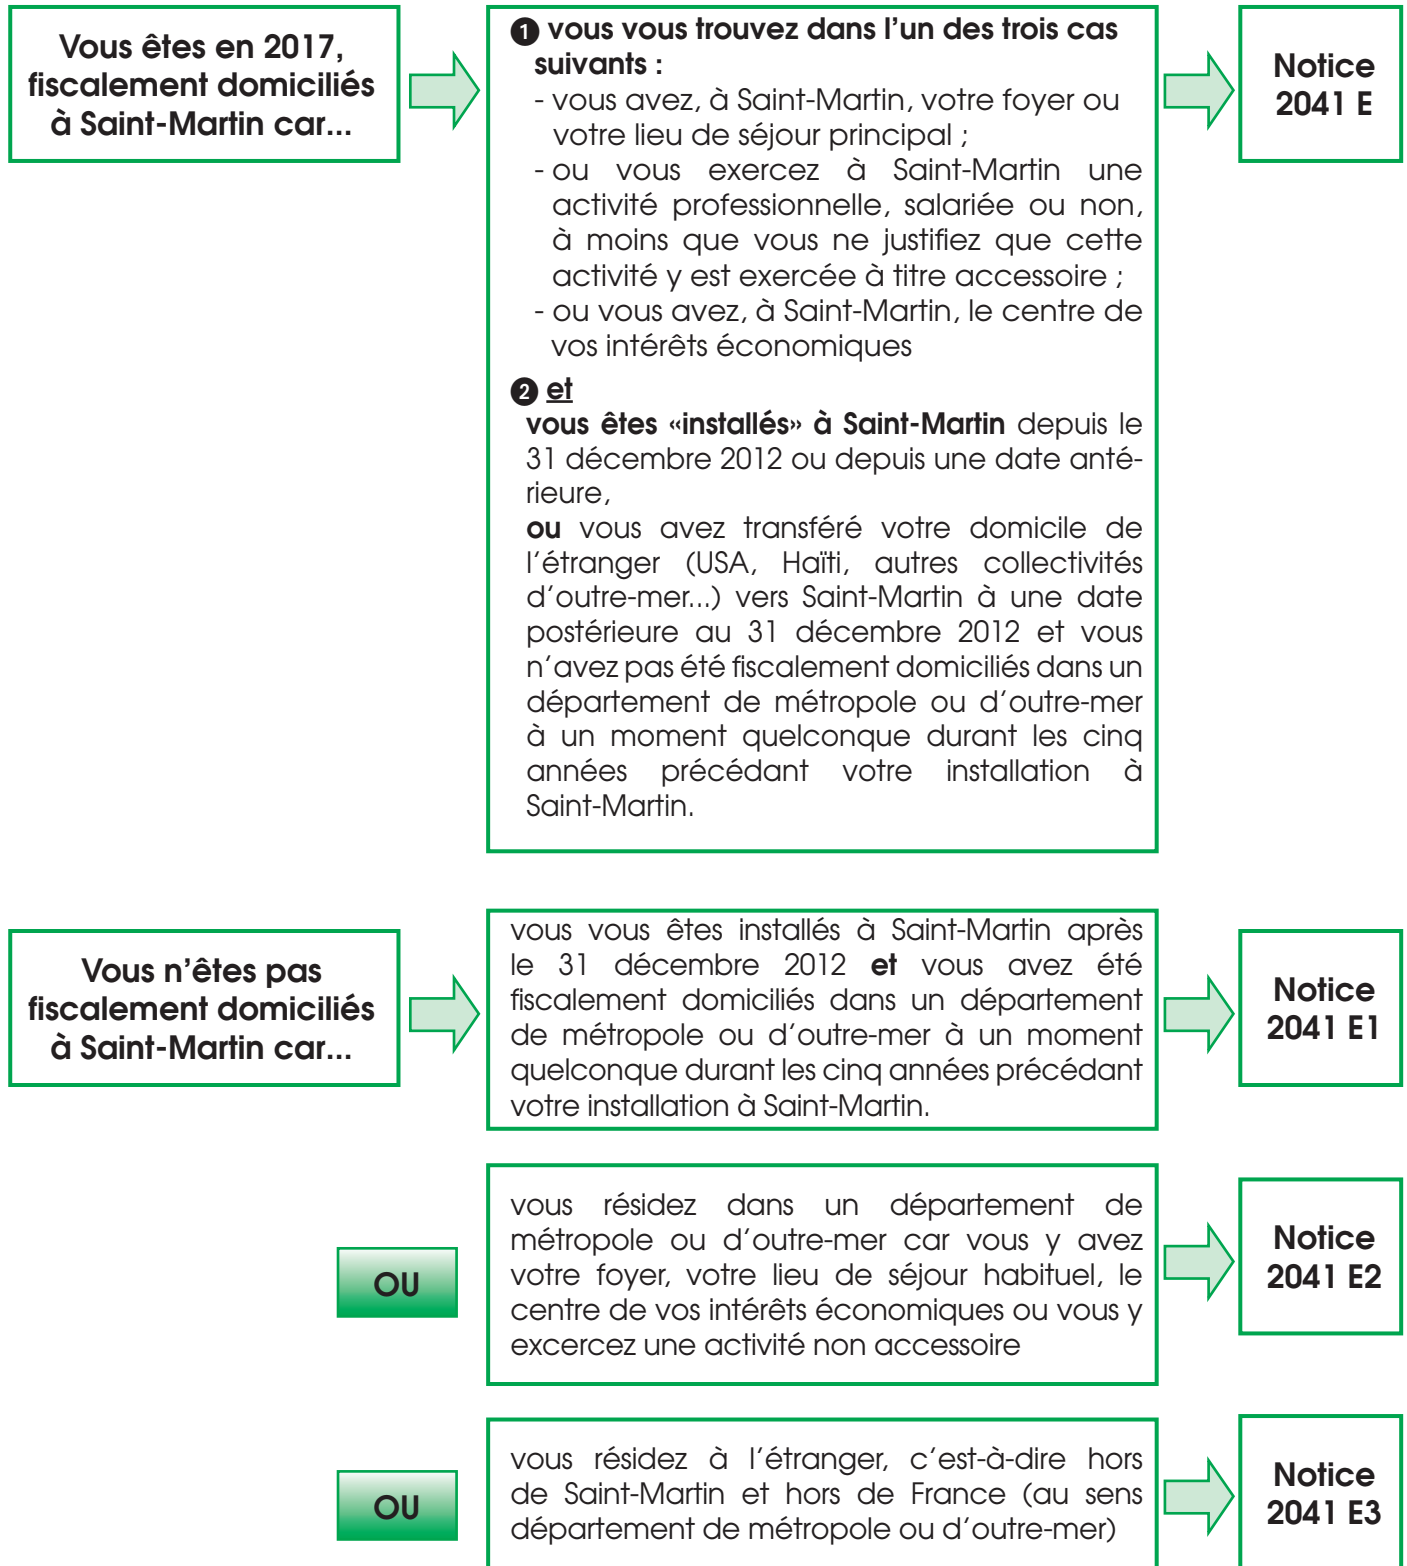 Vous êtes en 2017,
fiscalement domiciliés
à Saint-Martin car...
❶ vous vous trouvez dans l’un des trois cas
suivants :
- vous avez, à Saint-Martin, votre foyer ou
votre lieu de séjour principal ;
- ou vous exercez à Saint-Martin une
activité professionnelle, salariée ou non,
à moins que vous ne justifiez que cette
activité y est exercée à titre accessoire ;
- ou vous avez, à Saint-Martin, le centre de
vos intérêts économiques
❷ et
vous êtes «installés» à Saint-Martin depuis le
31 décembre 2012 ou depuis une date anté-
rieure,
ou vous avez transféré votre domicile de
l’étranger (USA, Haïti, autres collectivités
d’outre-mer...) vers Saint-Martin à une date
postérieure au 31 décembre 2012 et vous
n’avez pas été fiscalement domiciliés dans un
département de métropole ou d’outre-mer
à un moment quelconque durant les cinq
années précédant votre installation à
Saint-Martin.
Notice
2041 E
Vous n’êtes pas
fiscalement domiciliés
à Saint-Martin car...
vous vous êtes installés à Saint-Martin après
le 31 décembre 2012 et vous avez été
fiscalement domiciliés dans un département
de métropole ou d’outre-mer à un moment
quelconque durant les cinq années précédant
votre installation à Saint-Martin.
Notice
2041 E1
OU
vous résidez dans un département de
métropole ou d’outre-mer car vous y avez
votre foyer, votre lieu de séjour habituel, le
centre de vos intérêts économiques ou vous y
excercez une activité non accessoire
Notice
2041 E2
OU
vous résidez à l’étranger, c’est-à-dire hors
de Saint-Martin et hors de France (au sens
département de métropole ou d’outre-mer)
Notice
2041 E3